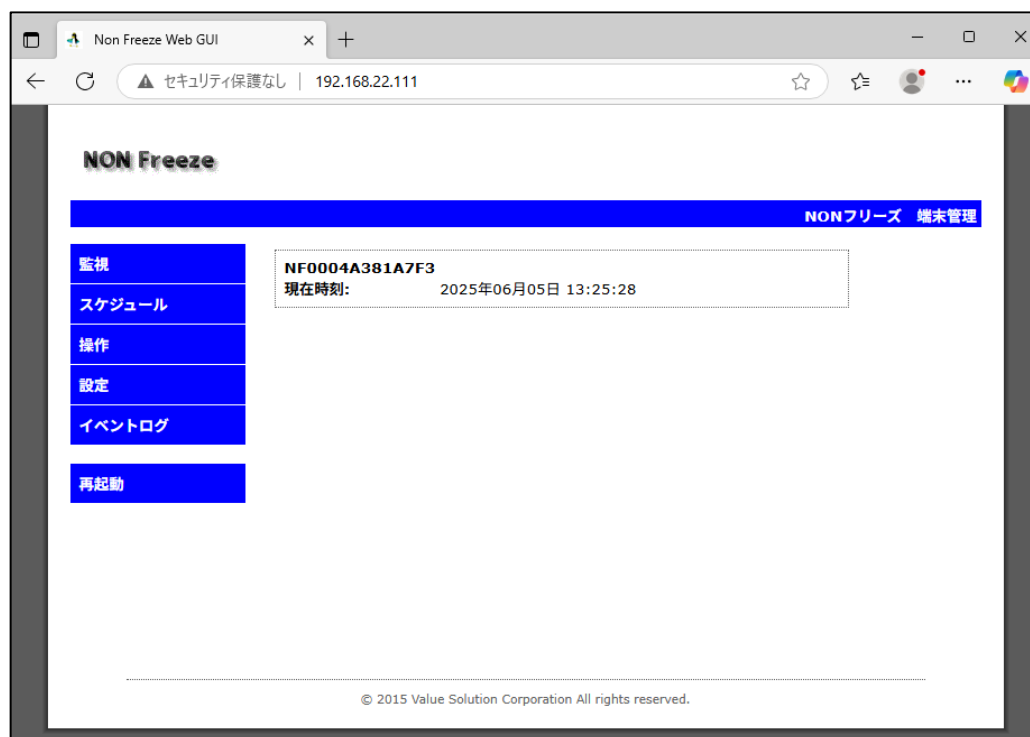 Non Freeze Web GUI
セキュリティ保護なし 192.168.22.111
NON Freeze
NONフリーズ 端末管理
監視
スケジュール
操作
設定
イベントログ
再起動
NF0004A381A7F3
現在時刻: 2025年06月05日 13:25:28
© 2015 Value Solution Corporation All rights reserved.